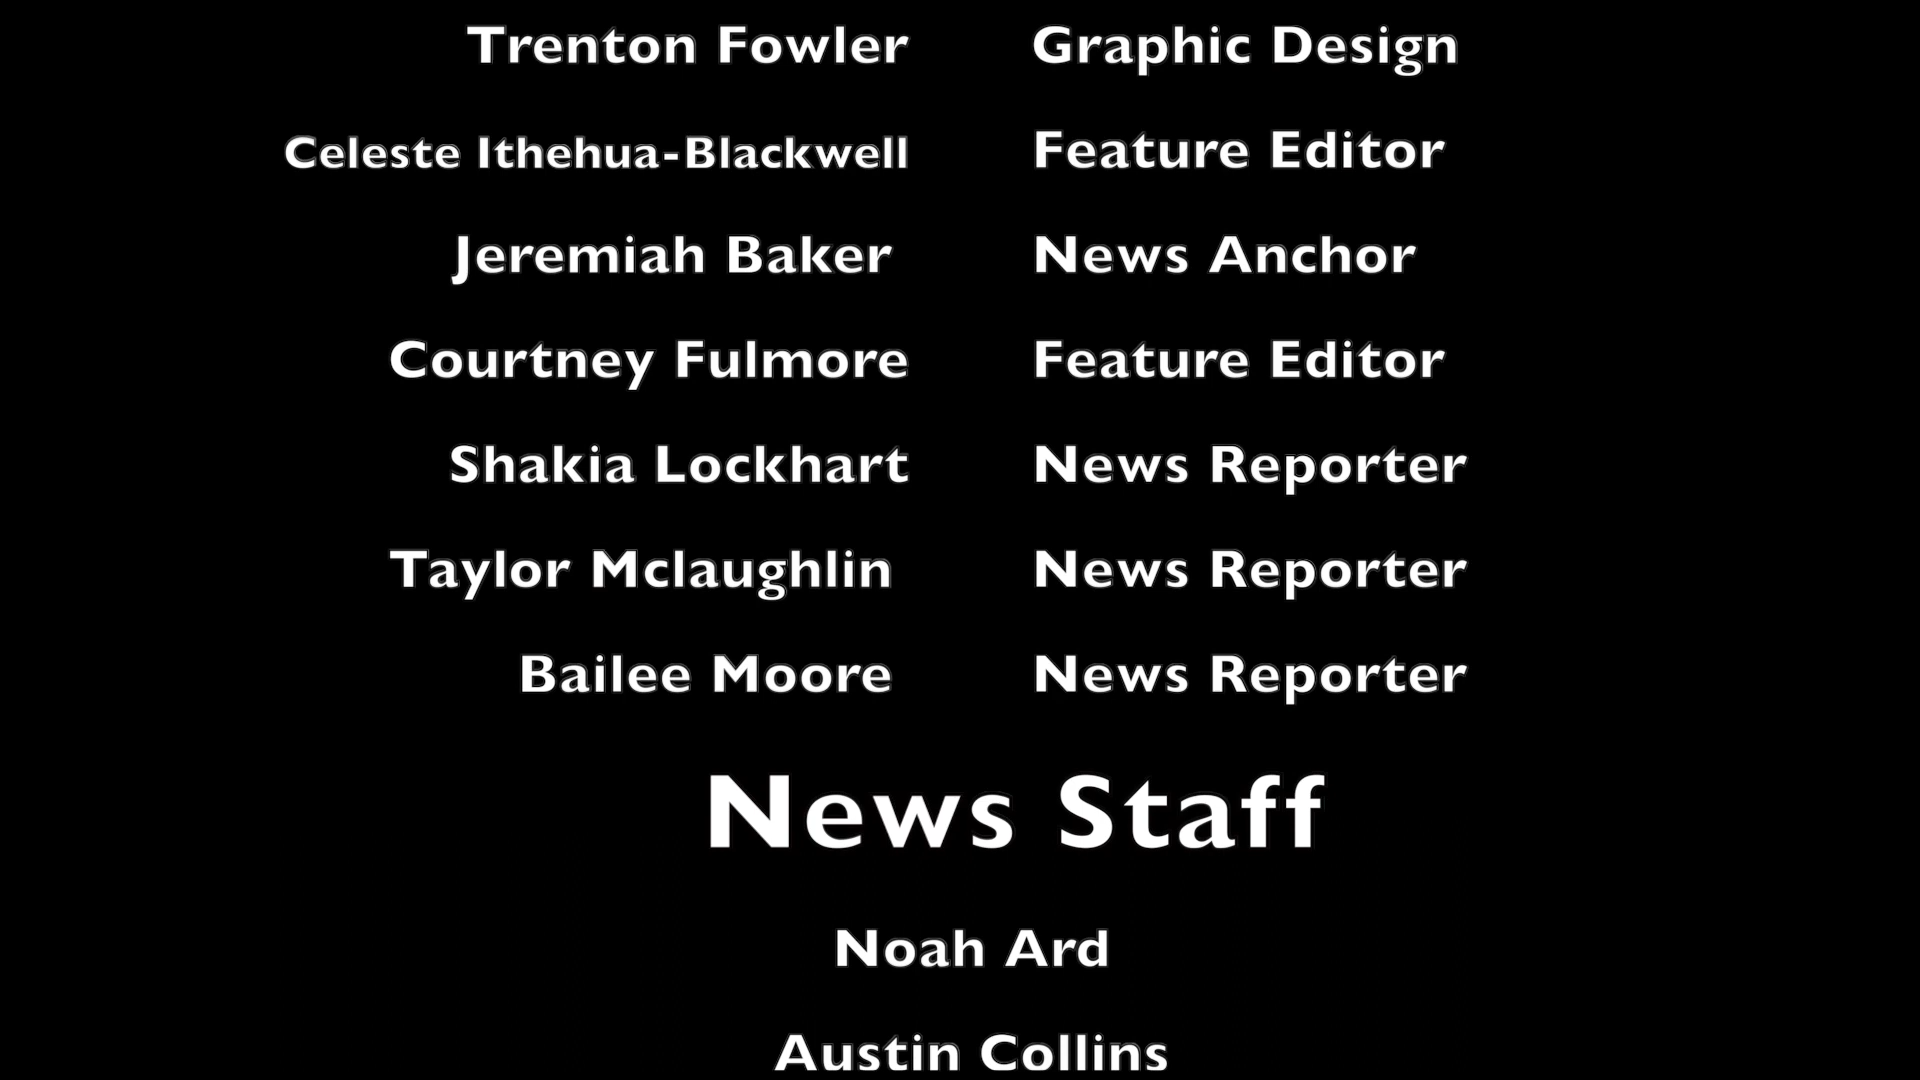 Trenton Fowler Graphic Design
Celeste Ithehua-Blackwell Feature Editor
Jeremiah Baker News Anchor
Courtney Fulmore Feature Editor
Shakia Lockhart News Reporter
Taylor Mclaughlin News Reporter
Bailee Moore News Reporter
News Staff
Noah Ard
Austin Collins